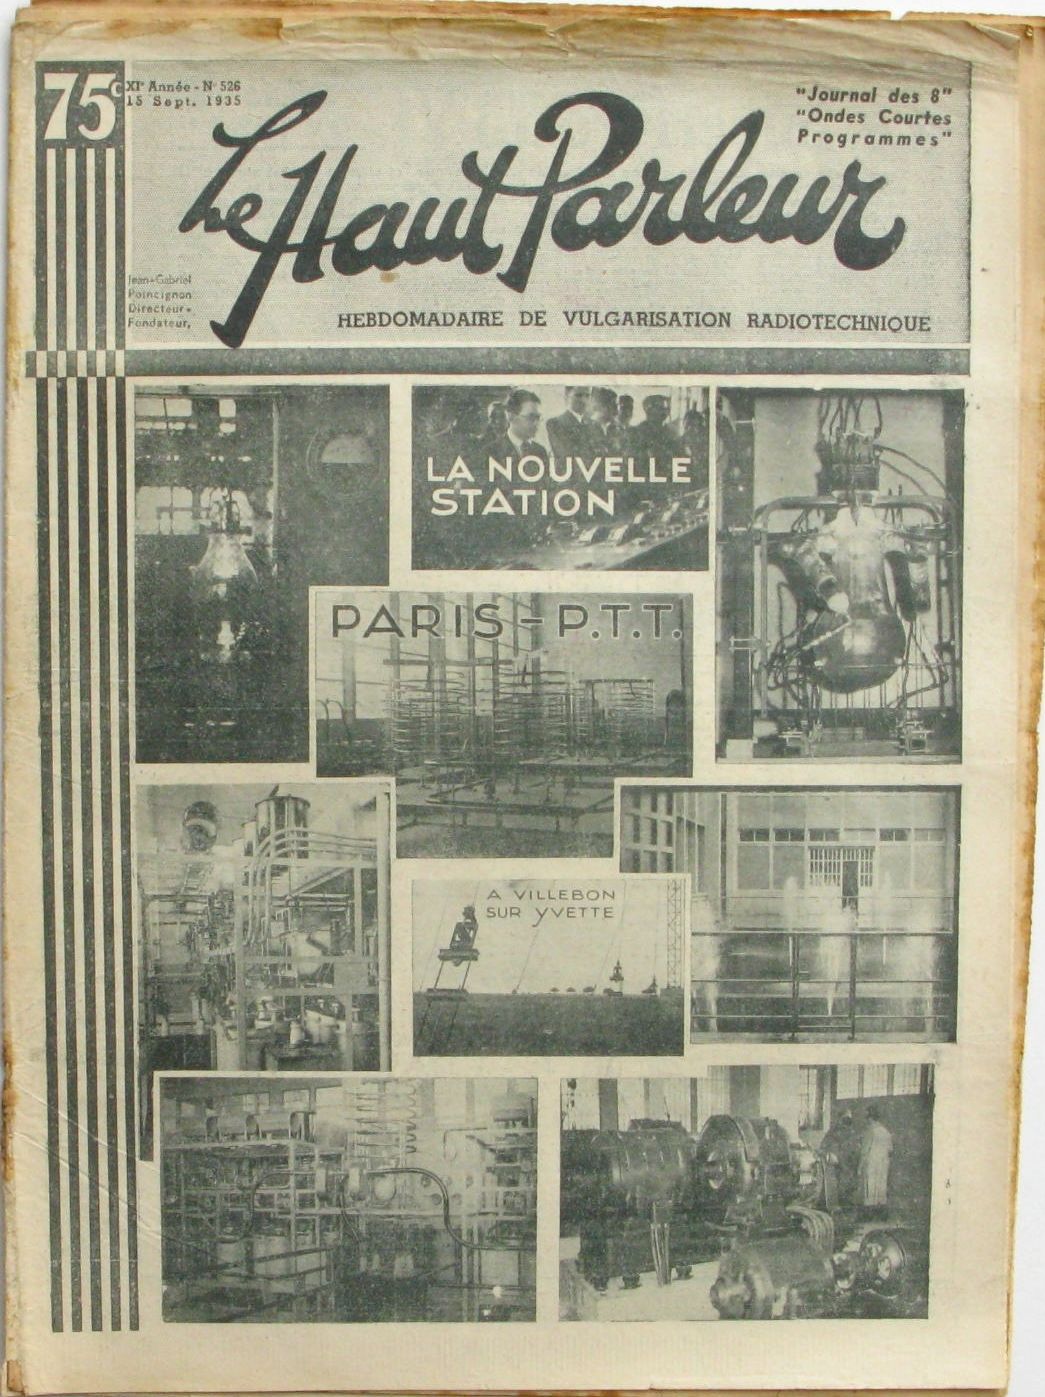 75c
XIe Année - No 526
15 Sept. 1935
"Journal des 8"
"Ondes Courtes
Programmes"
Le Haut Parleur
Jean-Gabriel
Poincignon
Directeur-
Fondateur,
HEBDOMADAIRE DE VULGARISATION RADIOTECHNIQUE
LA NOUVELLE
STATION
PARIS-P.T.T.
A VILLEBON
SUR YVETTE